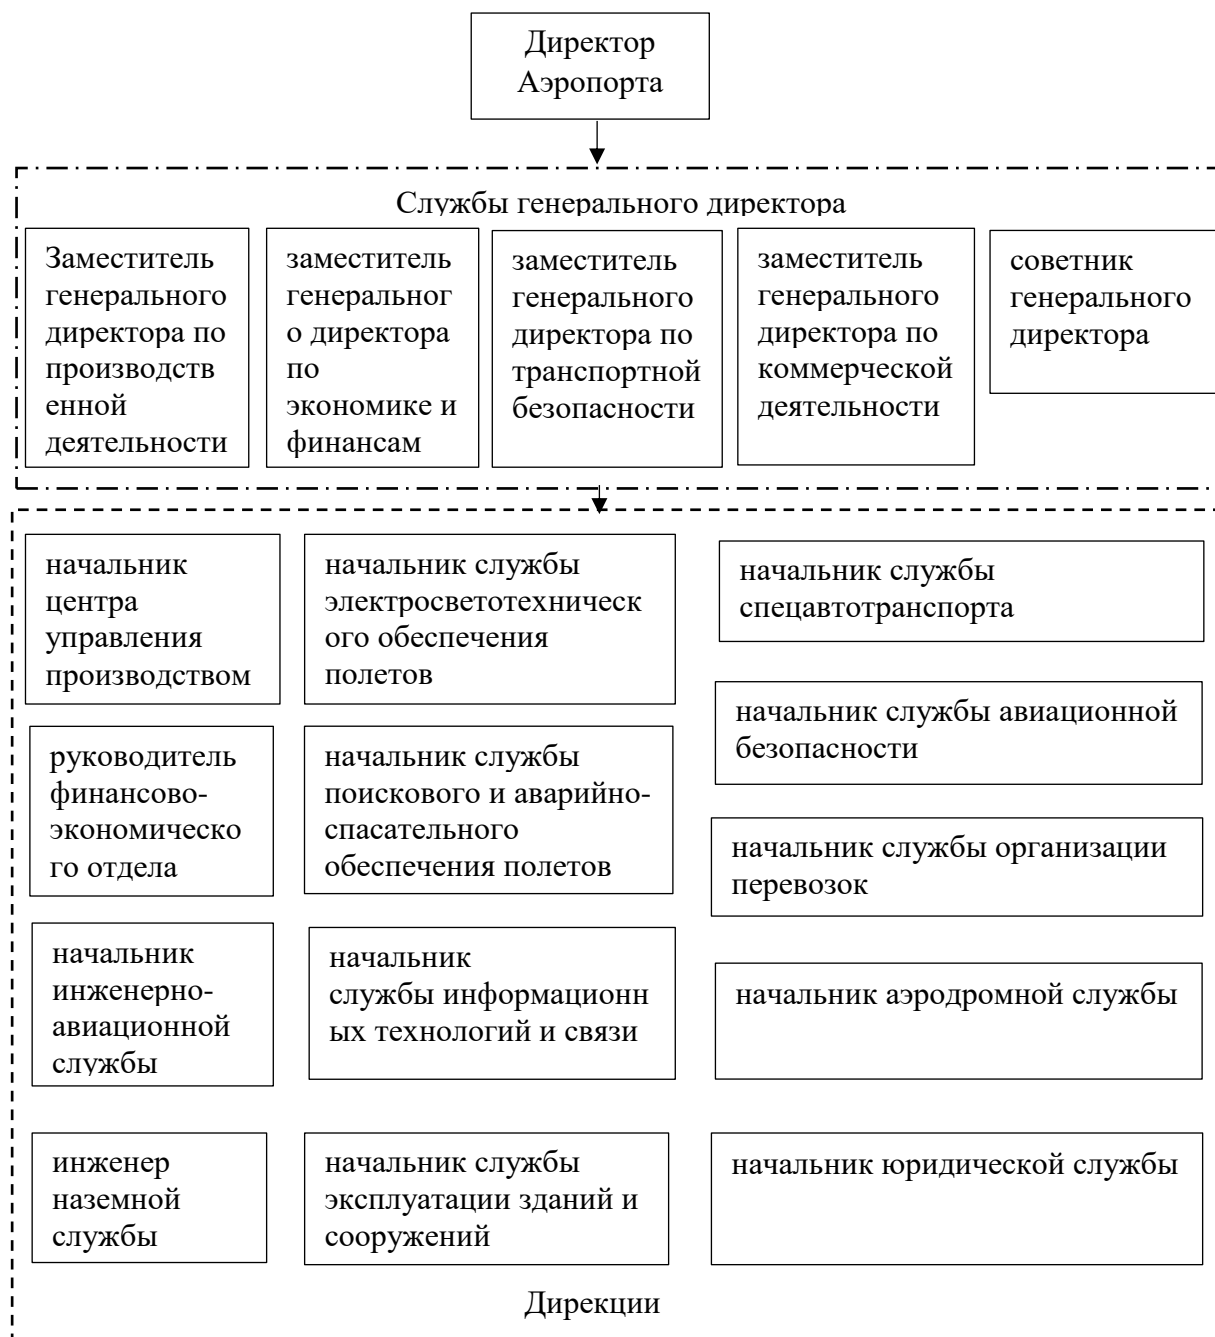 Директор
Аэропорта
Службы генерального директора
Заместитель
генерального
директора по
производств
енной
деятельности
заместитель
генеральног
о директора
по
экономике и
финансам
заместитель
генерального
директора по
транспортной
безопасности
заместитель
генерального
директора по
коммерческой
деятельности
советник
генерального
директора
начальник
центра
управления
производством
начальник службы
электросветотехническ
ого обеспечения
полетов
начальник службы
спецавтотранспорта
начальник службы авиационной
безопасности
руководитель
финансово-
экономическо
го отдела
начальник службы
поискового и аварийно-
спасательного
обеспечения полетов
начальник службы организации
перевозок
начальник
инженерно-
авиационной
службы
начальник
службы информационн
ых технологий и связи
начальник аэродромной службы
инженер
наземной
службы
начальник службы
эксплуатации зданий и
сооружений
начальник юридической службы
Дирекции